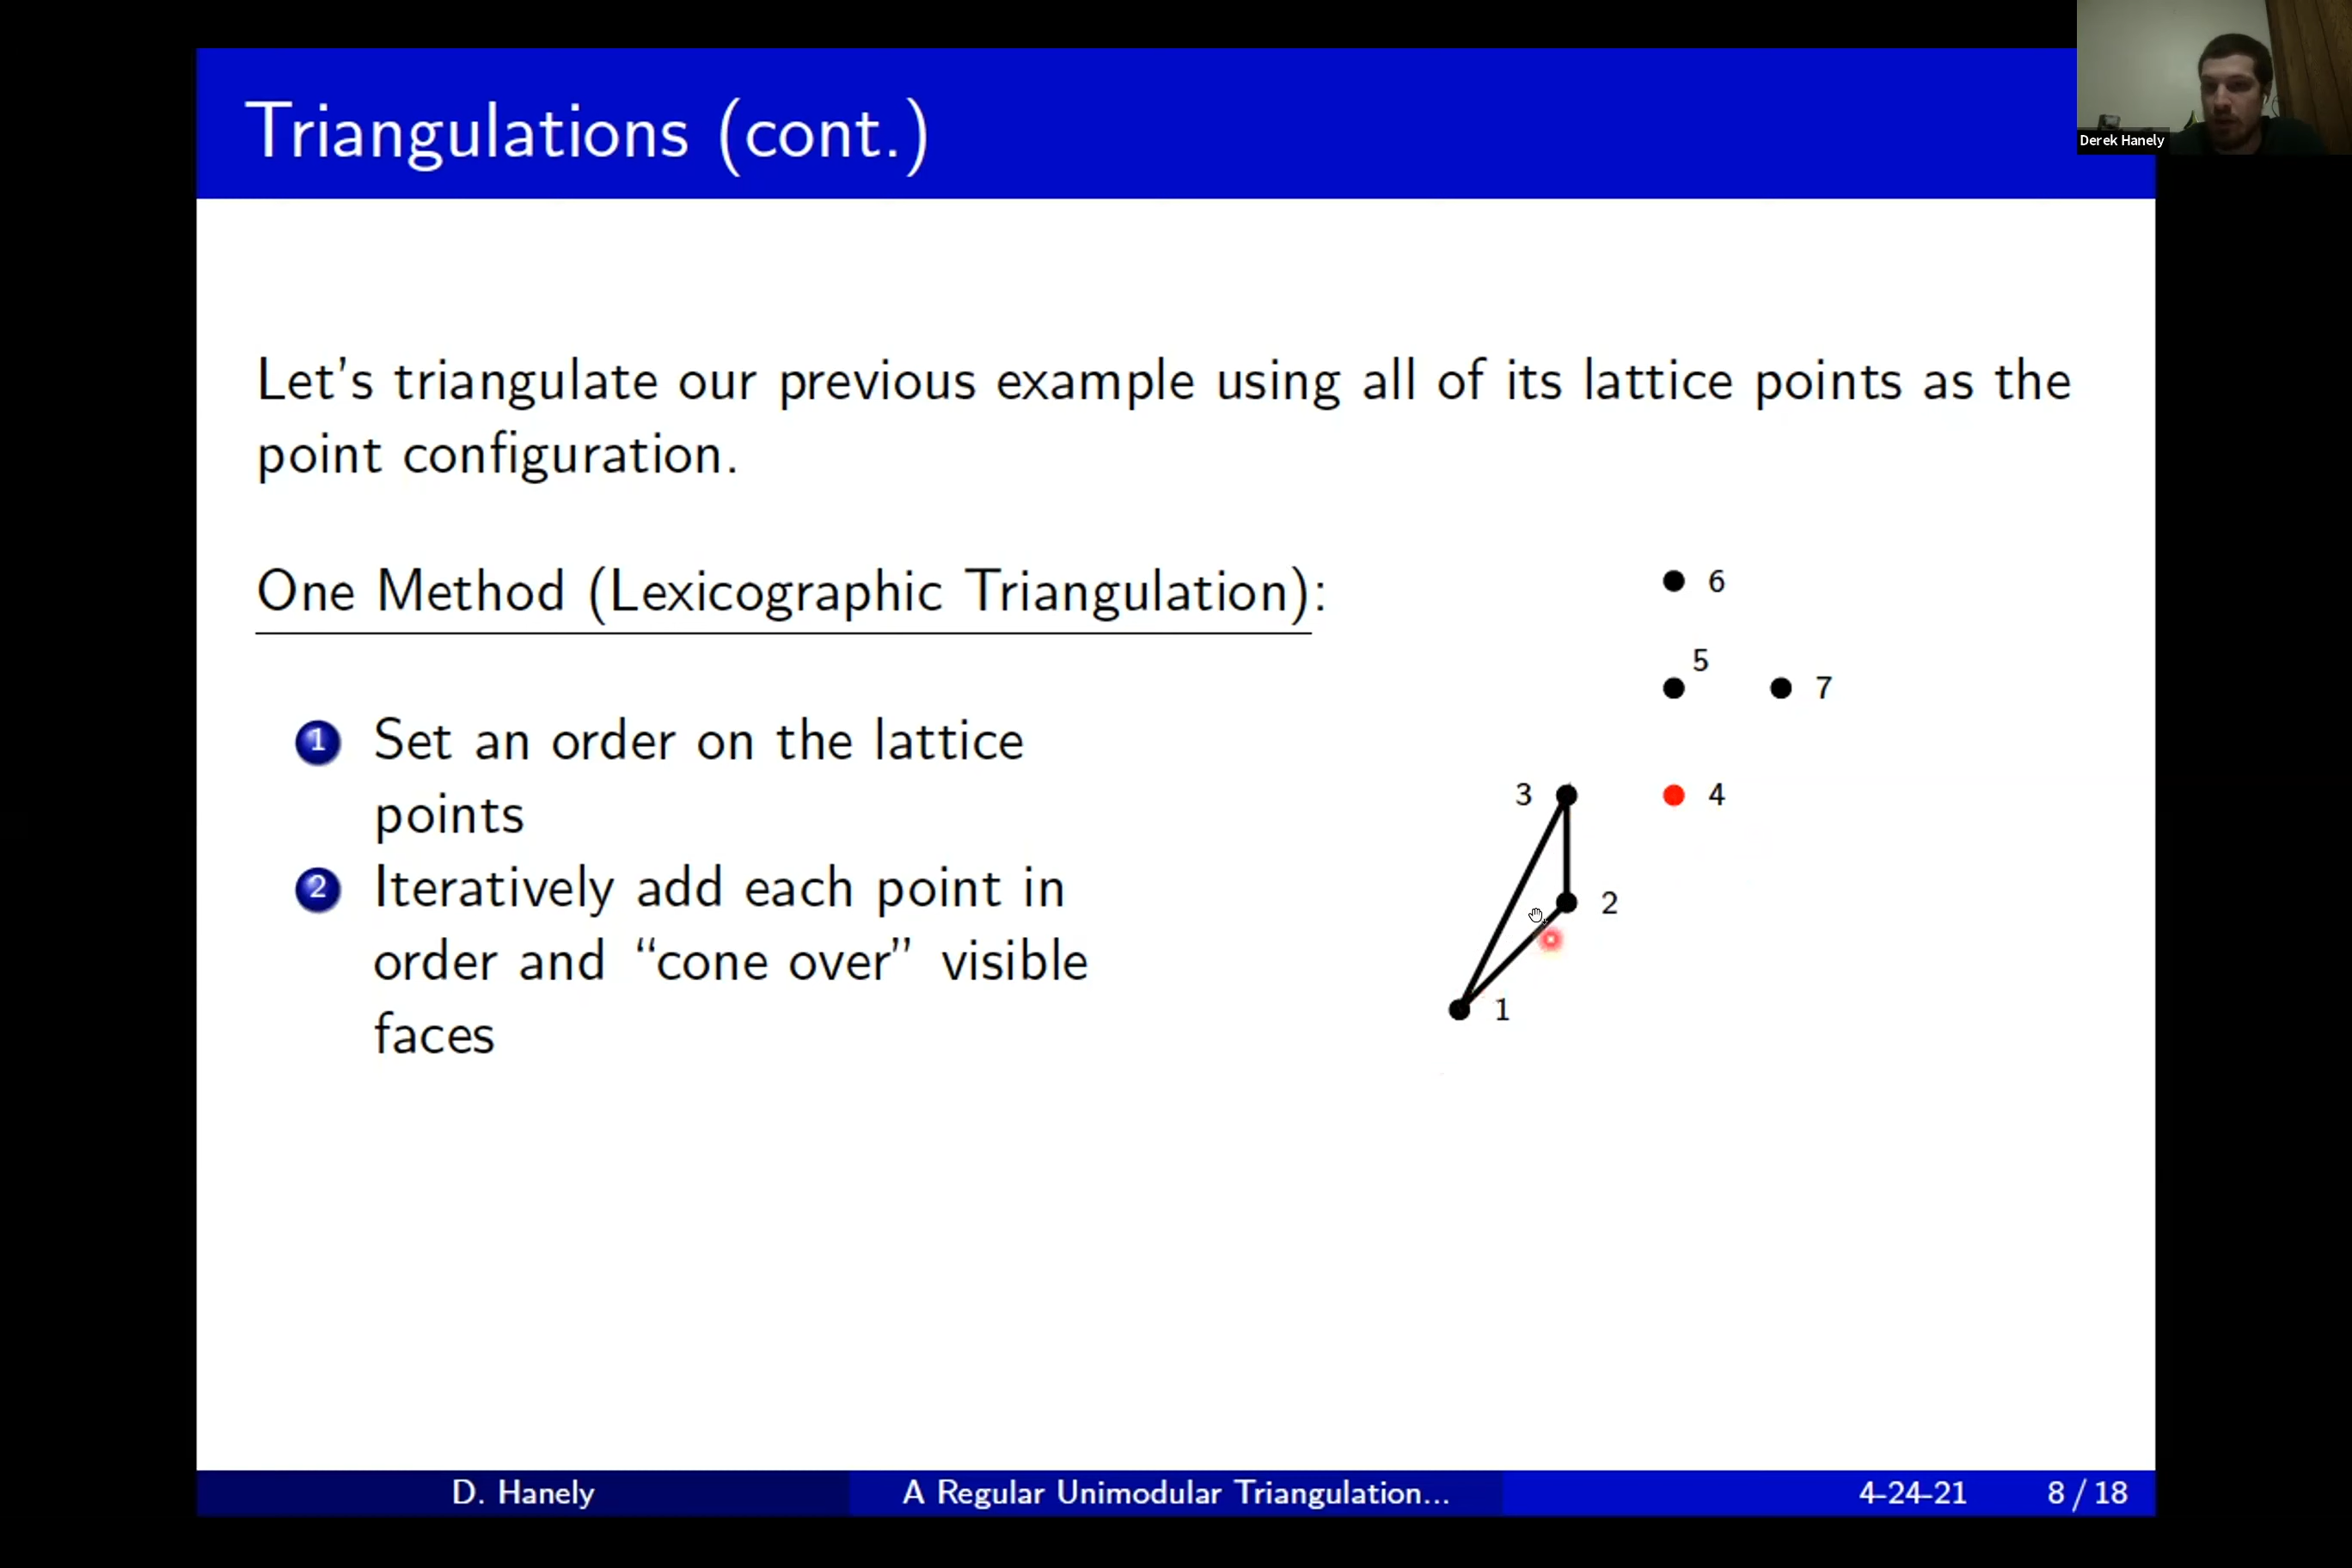 Triangulations (cont.)
Derek Hanely
Let's triangulate our previous example using all of its lattice points as the
point configuration.
One Method (Lexicographic Triangulation):
1 Set an order on the lattice
points
2 Iteratively add each point in
order and “cone over” visible
faces
6
5
7
3
4
2
1
D. Hanely
A Regular Unimodular Triangulation...
4-24-21
8 / 18